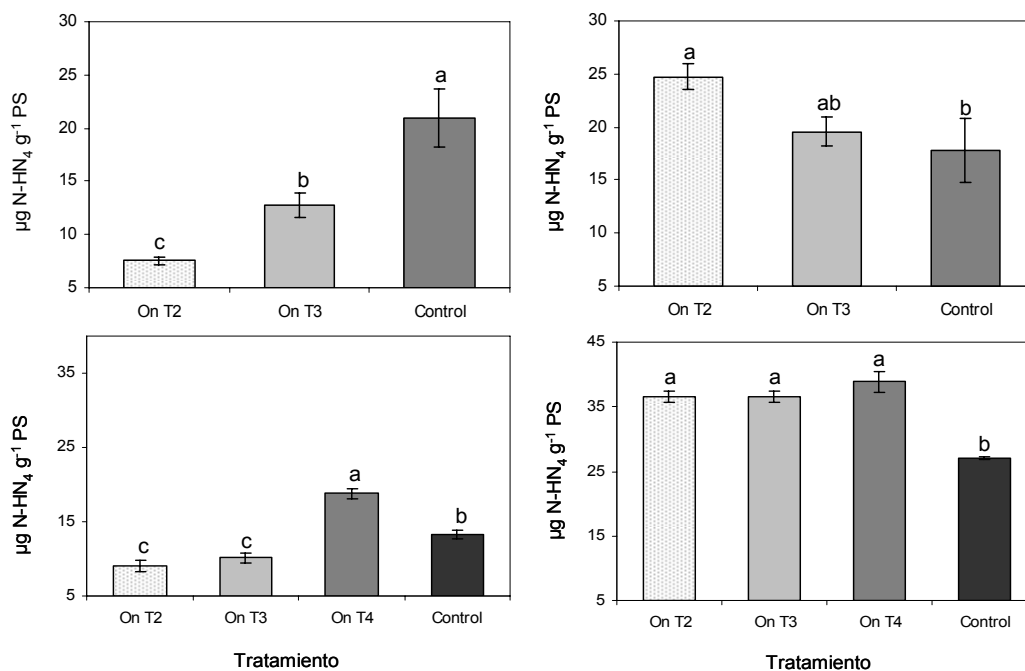 30
25
20
15
10
5
µg N-HN₄ g⁻¹ PS
c
b
a
On T2
On T3
Control
30
25
20
15
10
5
µg N-HN₄ g⁻¹ PS
a
ab
b
On T2
On T3
Control
35
25
15
5
µg N-HN₄ g⁻¹ PS
c
c
a
b
On T2
On T3
On T4
Control
Tratamiento
45
35
25
15
5
µg N-HN₄ g⁻¹ PS
a
a
a
b
On T2
On T3
On T4
Control
Tratamiento